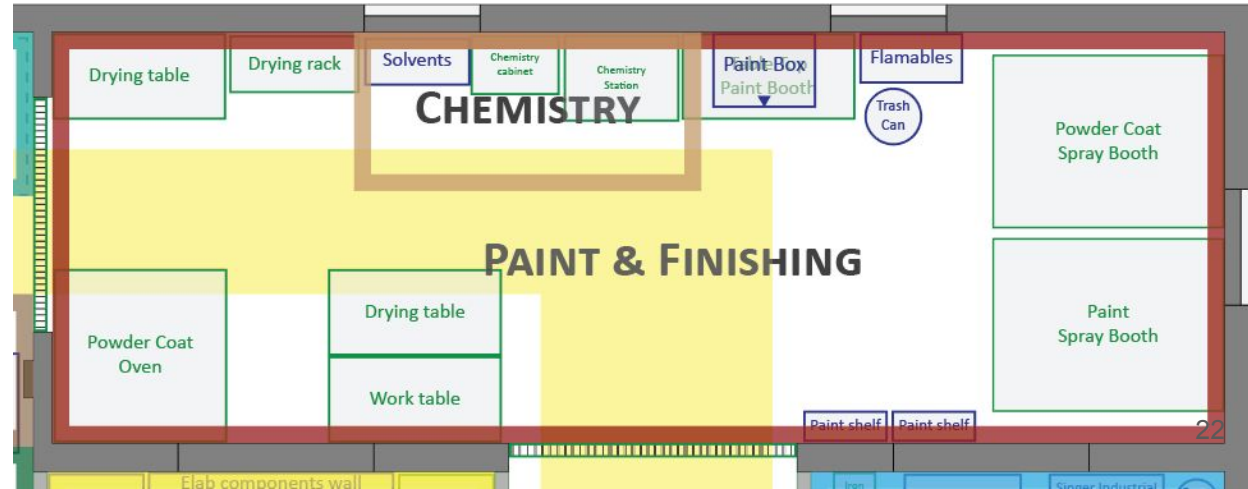 Drying table
Drying rack
Solvents
Chemistry
cabinet
Chemistry
Station
Paint Box
Paint Booth
Flamables
Trash
Can
CHEMISTRY
Powder Coat
Spray Booth
PAINT & FINISHING
Drying table
Powder Coat
Oven
Work table
Paint
Spray Booth
Paint shelf
Paint shelf
22
Elab components wall
Iron
Singer Industrial